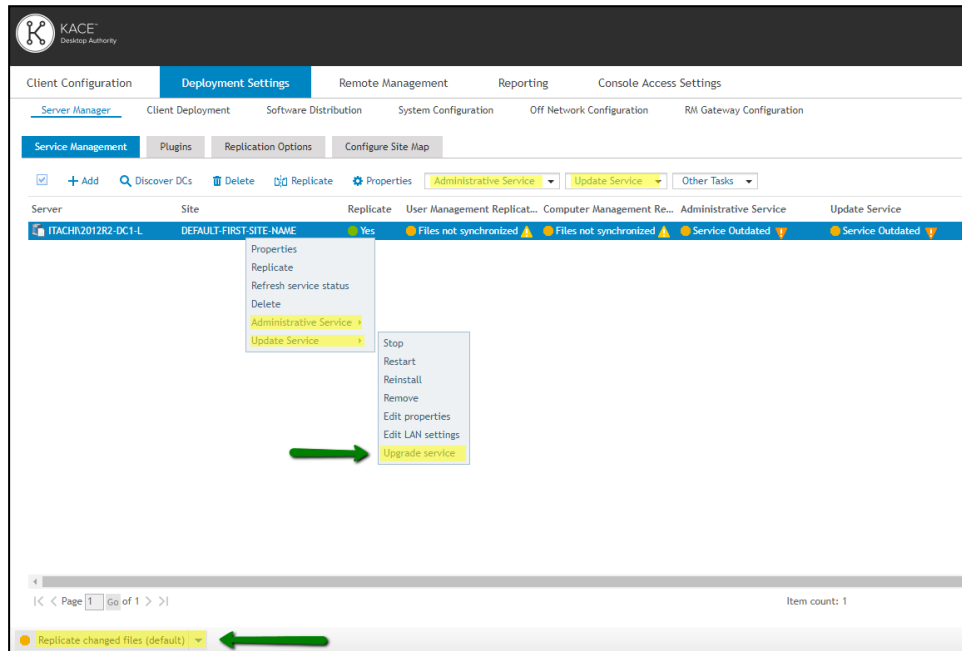 KACE™
Desktop Authority
Client Configuration Deployment Settings Remote Management Reporting Console Access Settings
Server Manager Client Deployment Software Distribution System Configuration Off Network Configuration RM Gateway Configuration
Service Management Plugins Replication Options Configure Site Map
+ Add Discover DCs Delete Replicate Properties Administrative Service Update Service Other Tasks
Server Site Replicate User Management Replicat... Computer Management Re... Administrative Service Update Service
ITACHI\2012R2-DC1-L DEFAULT-FIRST-SITE-NAME Yes Files not synchronized Files not synchronized Service Outdated Service Outdated
Properties
Replicate
Refresh service status
Delete
Administrative Service
Update Service
Stop
Restart
Reinstall
Remove
Edit properties
Edit LAN settings
Upgrade service
|< < Page 1 Go of 1 > >| Item count: 1
Replicate changed files (default)